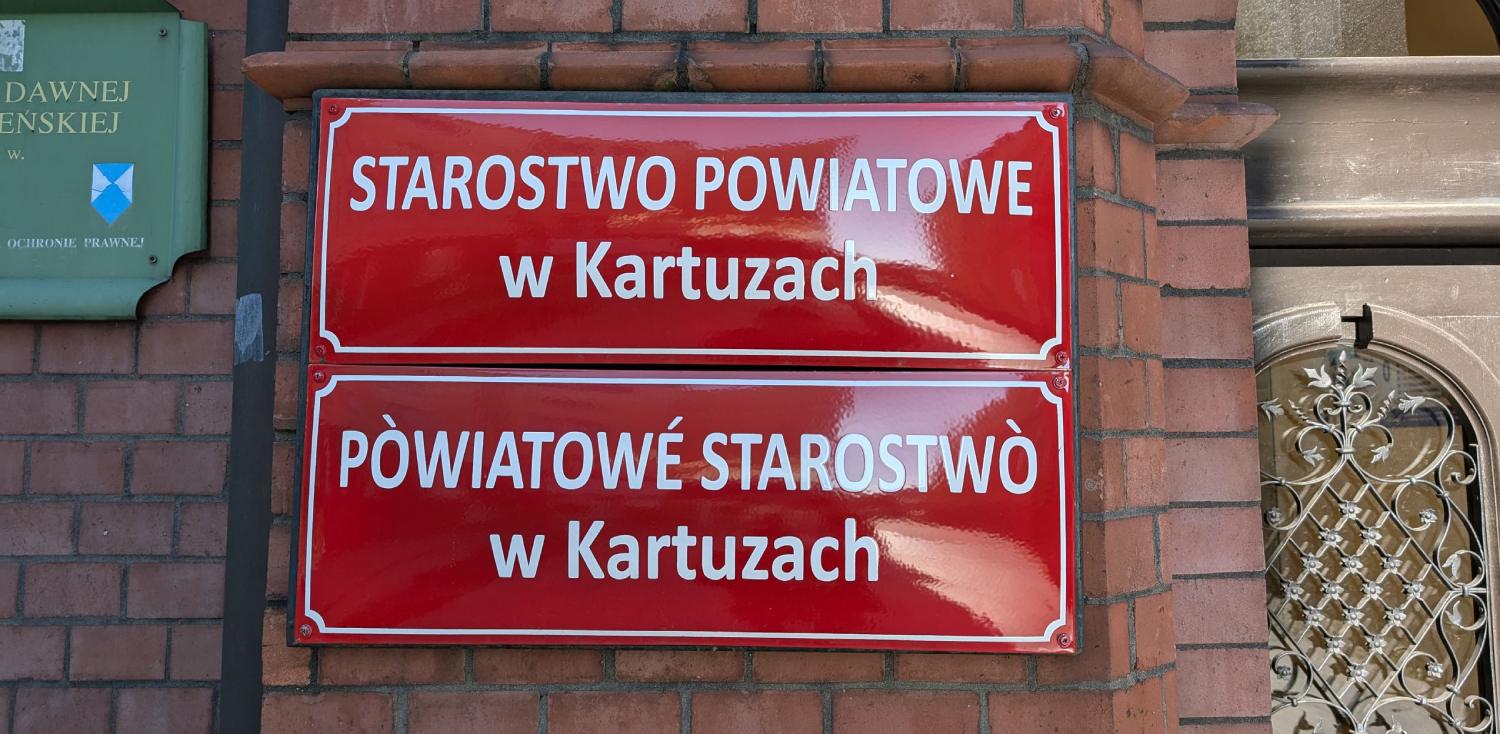 DAWNEJ
EŃSKIEJ
W.
OCHRONIE PRAWNEJ
STAROSTWO POWIATOWE
w Kartuzach
PÒWIATOWÉ STAROSTWÒ
w Kartuzach